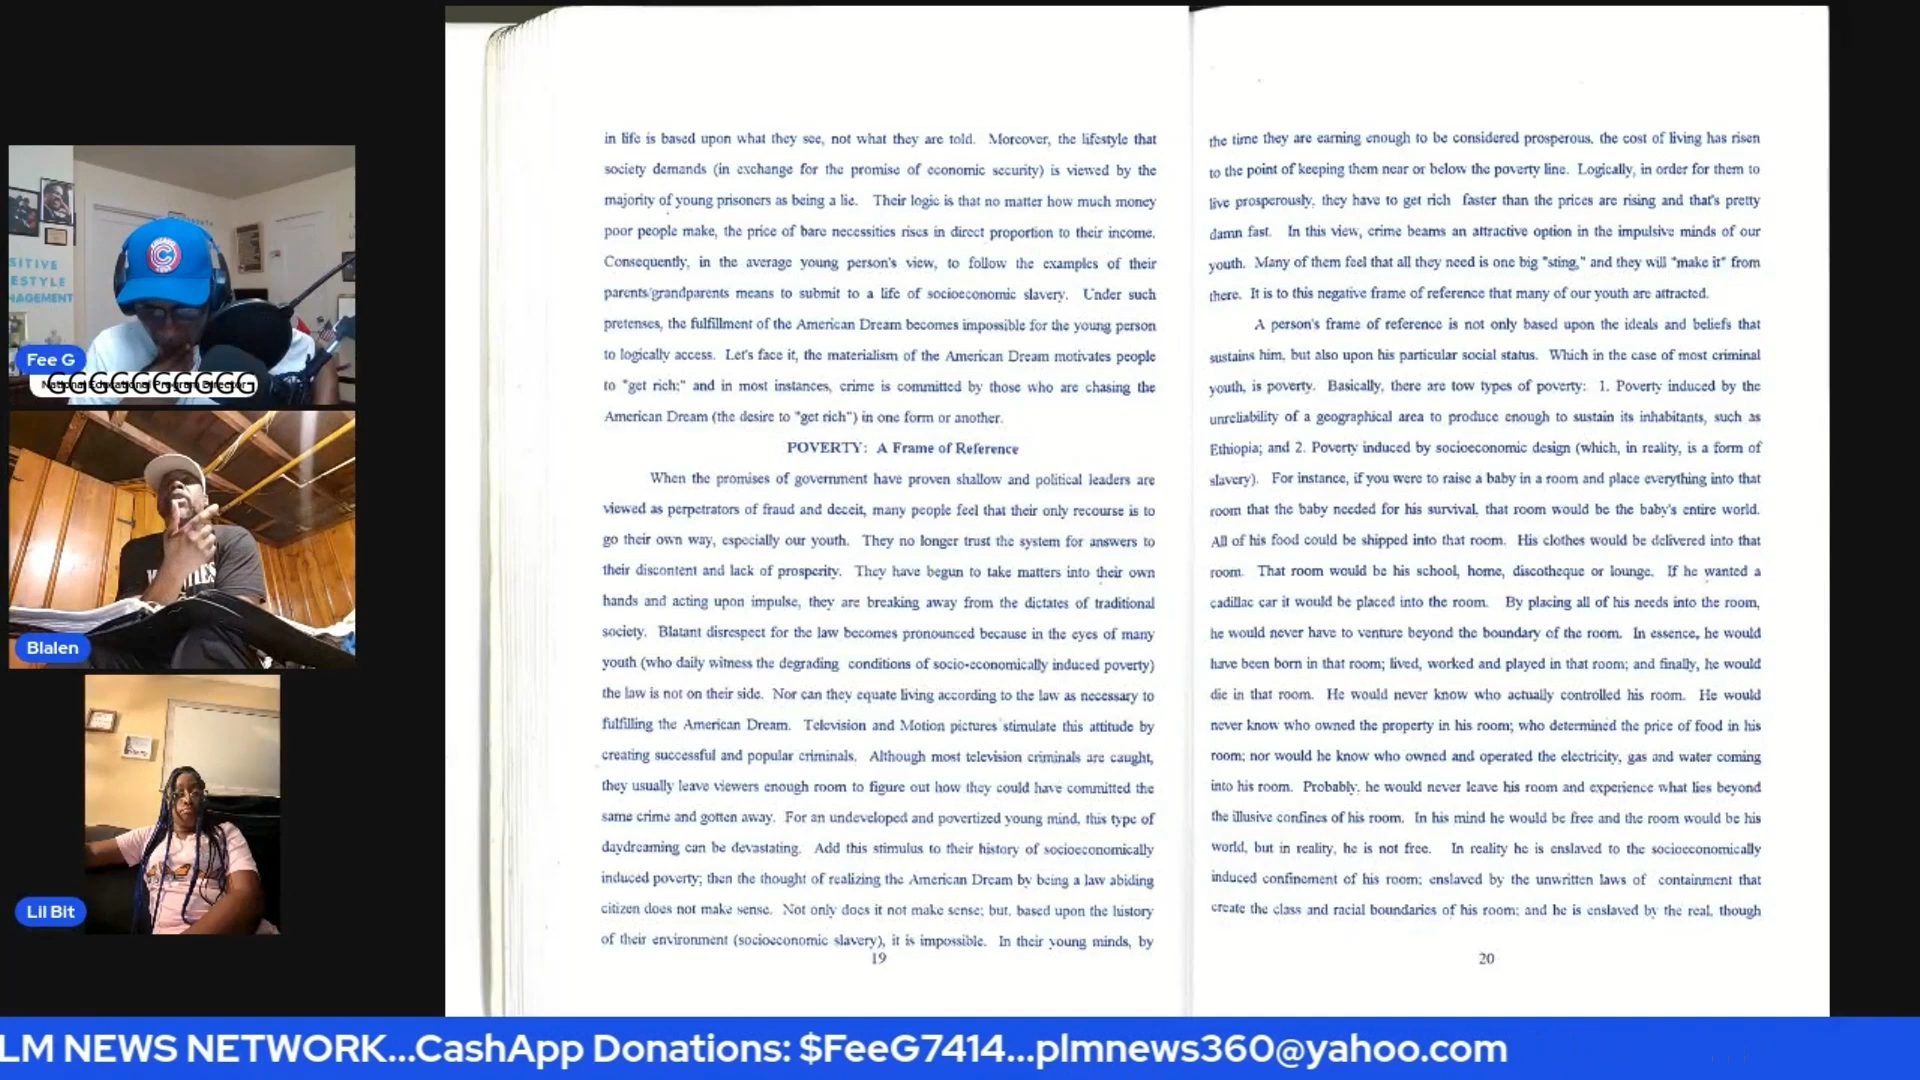 SITIVE
ESTYLE
NAGEMENT
Fee G
Blalen
Lil Bit
in life is based upon what they see, not what they are told. Moreover, the lifestyle that
society demands (in exchange for the promise of economic security) is viewed by the
majority of young prisoners as being a lie. Their logic is that no matter how much money
poor people make, the price of bare necessities rises in direct proportion to their income.
Consequently, in the average young person's view, to follow the examples of their
parents/grandparents means to submit to a life of socioeconomic slavery. Under such
pretenses, the fulfillment of the American Dream becomes impossible for the young person
to logically access. Let's face it, the materialism of the American Dream motivates people
to "get rich;" and in most instances, crime is committed by those who are chasing the
American Dream (the desire to "get rich") in one form or another.
POVERTY: A Frame of Reference
When the promises of government have proven shallow and political leaders are
viewed as perpetrators of fraud and deceit, many people feel that their only recourse is to
go their own way, especially our youth. They no longer trust the system for answers to
their discontent and lack of prosperity. They have begun to take matters into their own
hands and acting upon impulse, they are breaking away from the dictates of traditional
society. Blatant disrespect for the law becomes pronounced because in the eyes of many
youth (who daily witness the degrading conditions of socio-economically induced poverty)
the law is not on their side. Nor can they equate living according to the law as necessary to
fulfilling the American Dream. Television and Motion pictures stimulate this attitude by
creating successful and popular criminals. Although most television criminals are caught,
they usually leave viewers enough room to figure out how they could have committed the
same crime and gotten away. For an undeveloped and povertized young mind, this type of
daydreaming can be devastating. Add this stimulus to their history of socioeconomically
induced poverty; then the thought of realizing the American Dream by being a law abiding
citizen does not make sense. Not only does it not make sense; but, based upon the history
of their environment (socioeconomic slavery), it is impossible. In their young minds, by
19
the time they are earning enough to be considered prosperous, the cost of living has risen
to the point of keeping them near or below the poverty line. Logically, in order for them to
live prosperously, they have to get rich faster than the prices are rising and that's pretty
damn fast. In this view, crime beams an attractive option in the impulsive minds of our
youth. Many of them feel that all they need is one big "sting," and they will "make it" from
there. It is to this negative frame of reference that many of our youth are attracted.
A person's frame of reference is not only based upon the ideals and beliefs that
sustains him, but also upon his particular social status. Which in the case of most criminal
youth, is poverty. Basically, there are tow types of poverty: 1. Poverty induced by the
unreliability of a geographical area to produce enough to sustain its inhabitants, such as
Ethiopia; and 2. Poverty induced by socioeconomic design (which, in reality, is a form of
slavery). For instance, if you were to raise a baby in a room and place everything into that
room that the baby needed for his survival, that room would be the baby's entire world.
All of his food could be shipped into that room. His clothes would be delivered into that
room. That room would be his school, home, discotheque or lounge. If he wanted a
cadillac car it would be placed into the room. By placing all of his needs into the room,
he would never have to venture beyond the boundary of the room. In essence, he would
have been born in that room; lived, worked and played in that room; and finally, he would
die in that room. He would never know who actually controlled his room. He would
never know who owned the property in his room; who determined the price of food in his
room; nor would he know who owned and operated the electricity, gas and water coming
into his room. Probably, he would never leave his room and experience what lies beyond
the illusive confines of his room. In his mind he would be free and the room would be his
world, but in reality, he is not free. In reality he is enslaved to the socioeconomically
induced confinement of his room; enslaved by the unwritten laws of containment that
create the class and racial boundaries of his room; and he is enslaved by the real, though
20
LM NEWS NETWORK...CashApp Donations: $FeeG7414...plmnews360@yahoo.com